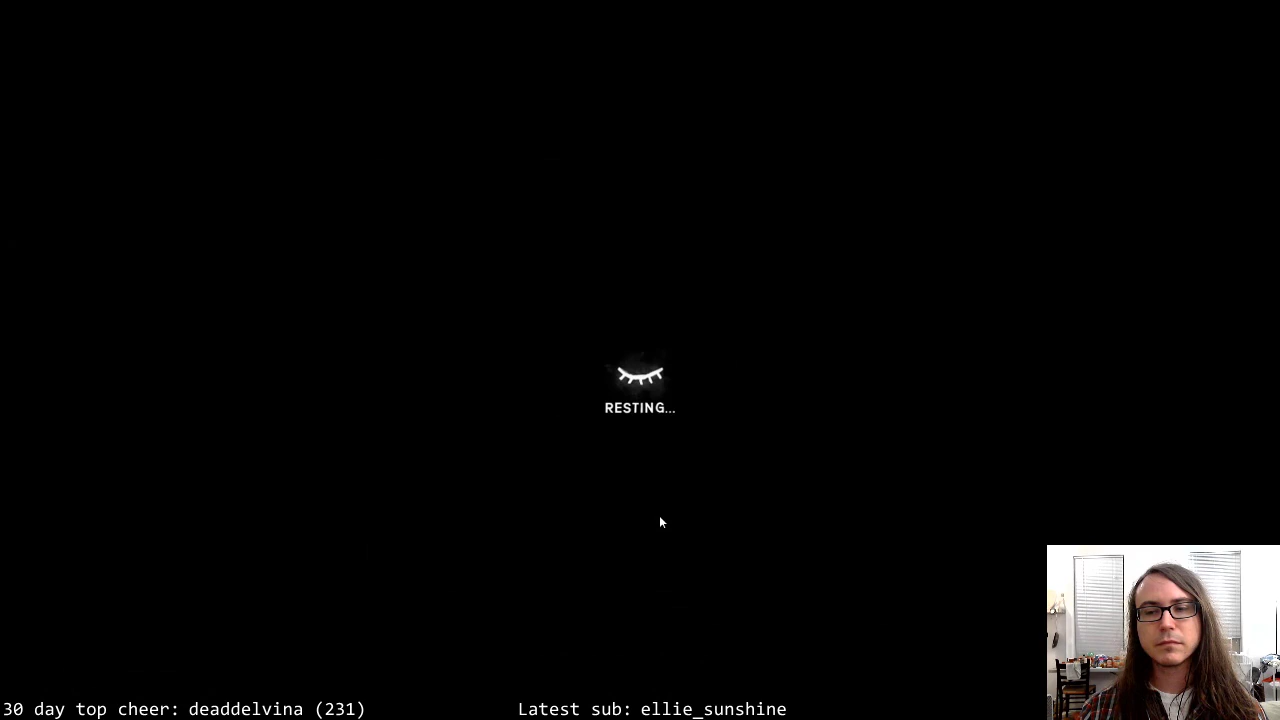 RESTING...
30 day top cheer: deaddelvina (231)
Latest sub: ellie_sunshine